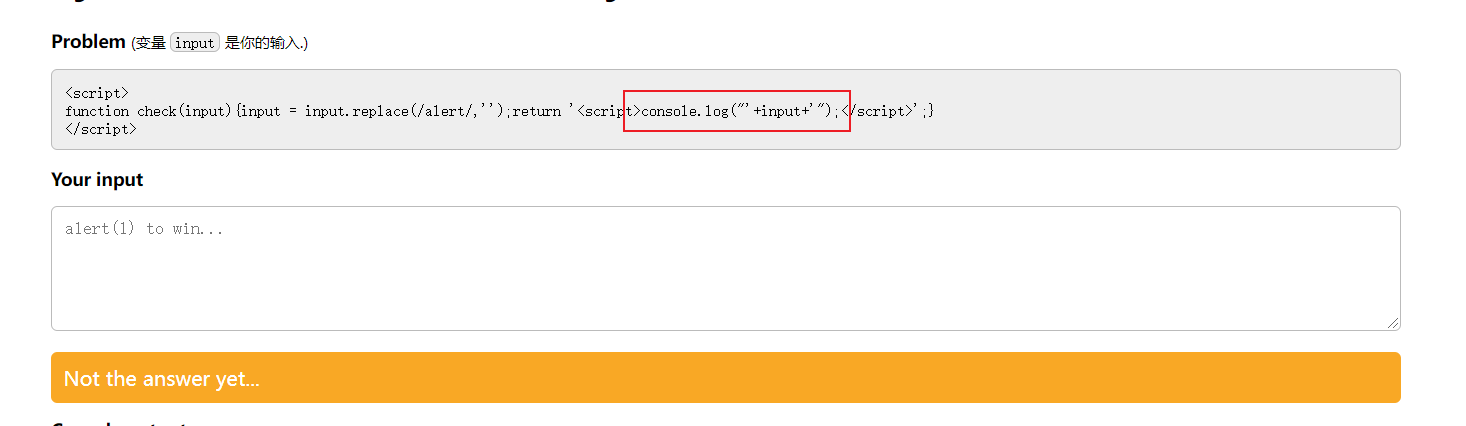 Problem (变量 input 是你的输入.)
<script>
function check(input){input = input.replace(/alert/,'');return '<script>console.log("'+input+'");</script>';}
</script>
Your input
alert(1) to win...
Not the answer yet...